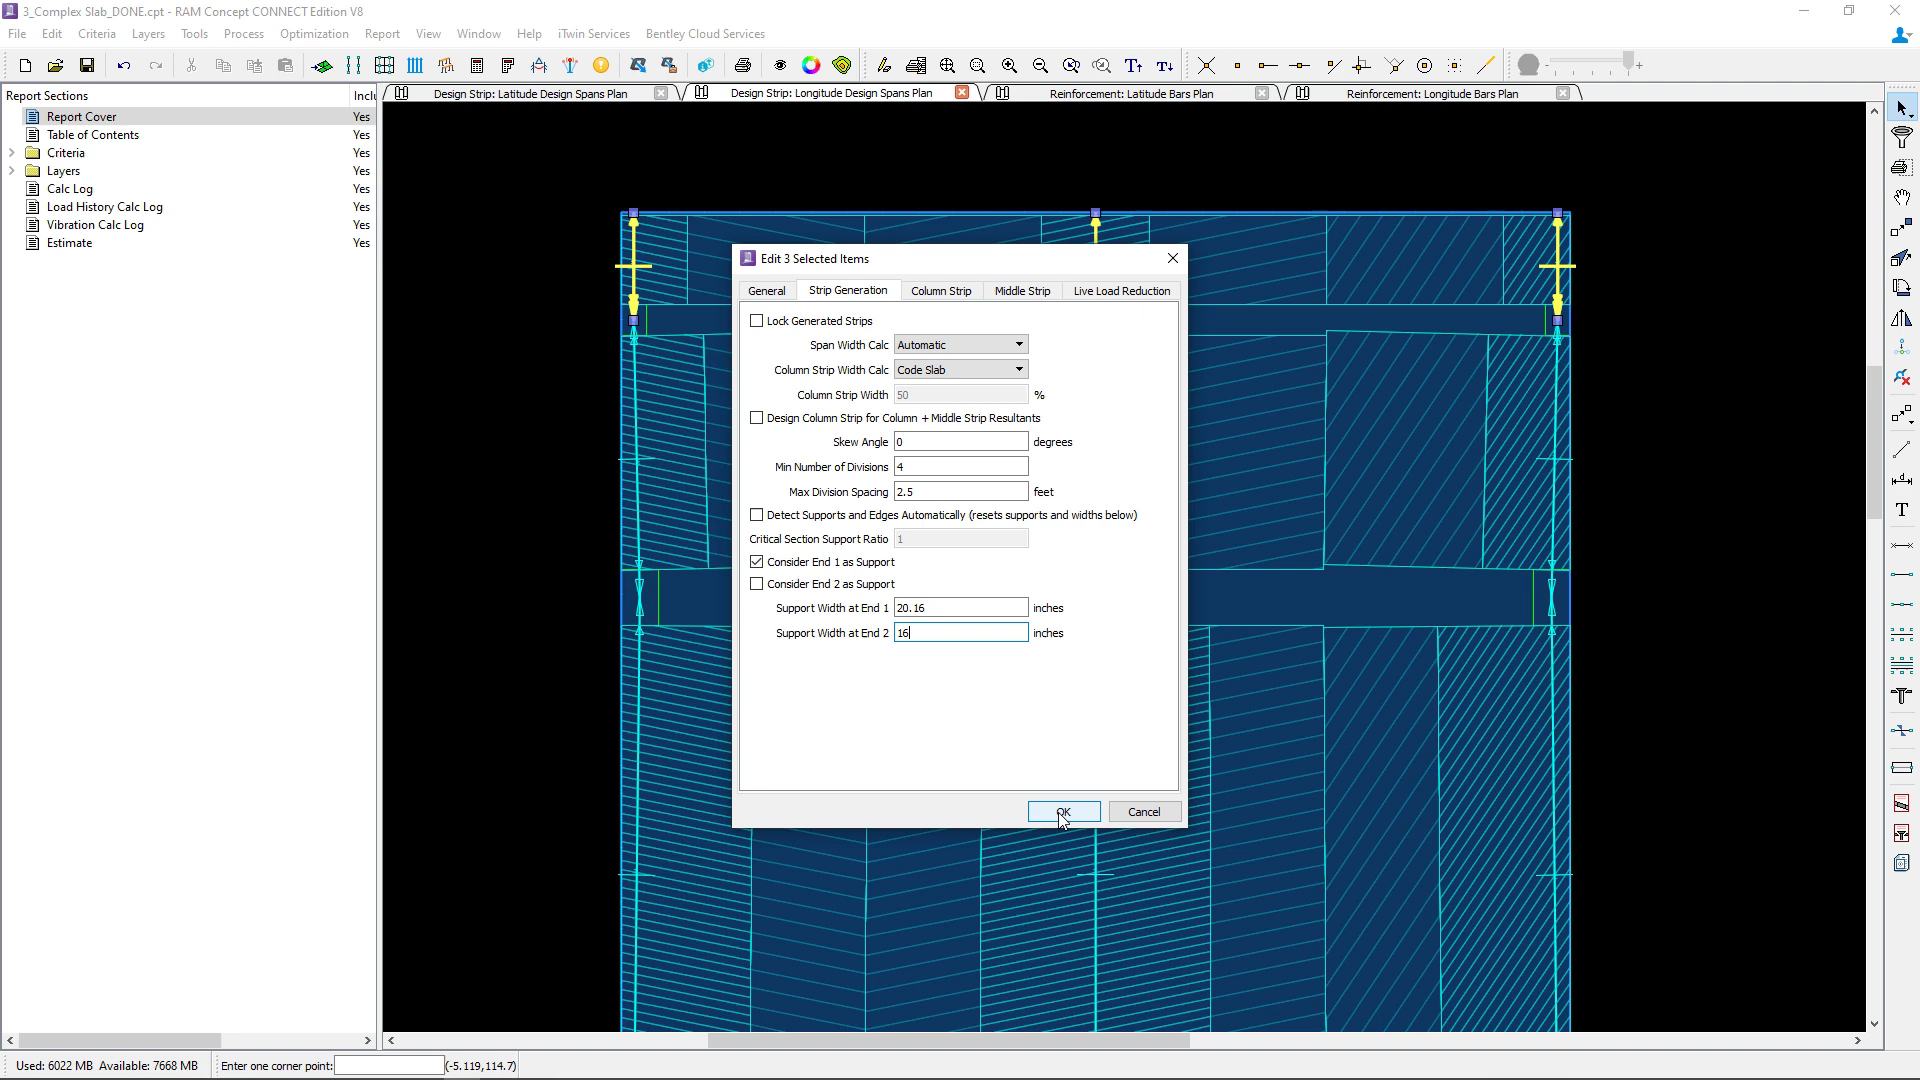 3_Complex Slab_DONE.cpt - RAM Concept CONNECT Edition V8
File Edit Criteria Layers Tools Process Optimization Report View Window Help iTwin Services Bentley Cloud Services
Report Sections Inclu
Design Strip: Latitude Design Spans Plan
Design Strip: Longitude Design Spans Plan
Reinforcement: Latitude Bars Plan
Reinforcement: Longitude Bars Plan
Report Cover Yes
Table of Contents Yes
Criteria Yes
Layers Yes
Calc Log Yes
Load History Calc Log Yes
Vibration Calc Log Yes
Estimate Yes
Edit 3 Selected Items
General Strip Generation Column Strip Middle Strip Live Load Reduction
Lock Generated Strips
Span Width Calc Automatic
Column Strip Width Calc Code Slab
Column Strip Width 50 %
Design Column Strip for Column + Middle Strip Resultants
Skew Angle 0 degrees
Min Number of Divisions 4
Max Division Spacing 2.5 feet
Detect Supports and Edges Automatically (resets supports and widths below)
Critical Section Support Ratio 1
Consider End 1 as Support
Consider End 2 as Support
Support Width at End 1 20.16 inches
Support Width at End 2 16 inches
OK Cancel
Used: 6022 MB Available: 7668 MB Enter one corner point: (-5.119,114.7)